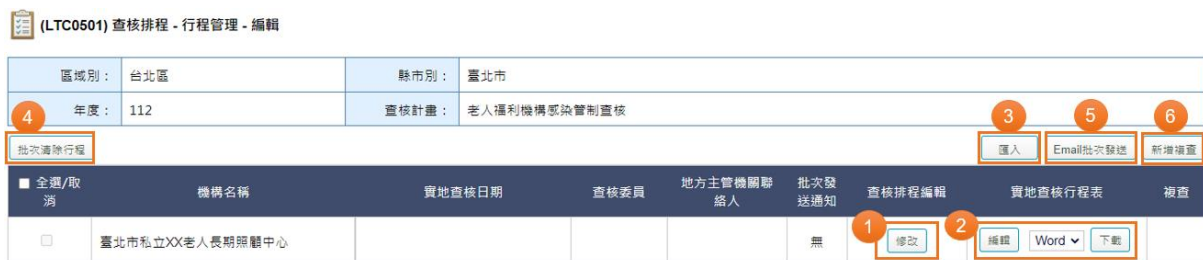 (LTC0501) 查核排程 - 行程管理 - 編輯
區域別： 台北區 縣市別： 臺北市
年度： 112 查核計畫： 老人福利機構感染管制查核
4 3 5 6
批次清除行程 匯入 Email批次發送 新增複查
全選/取消 機構名稱 實地查核日期 查核委員 地方主管機關聯絡人 批次發送通知 查核排程編輯 實地查核行程表 複查
1 2
臺北市私立XX老人長期照顧中心 無 修改 編輯 Word 下載